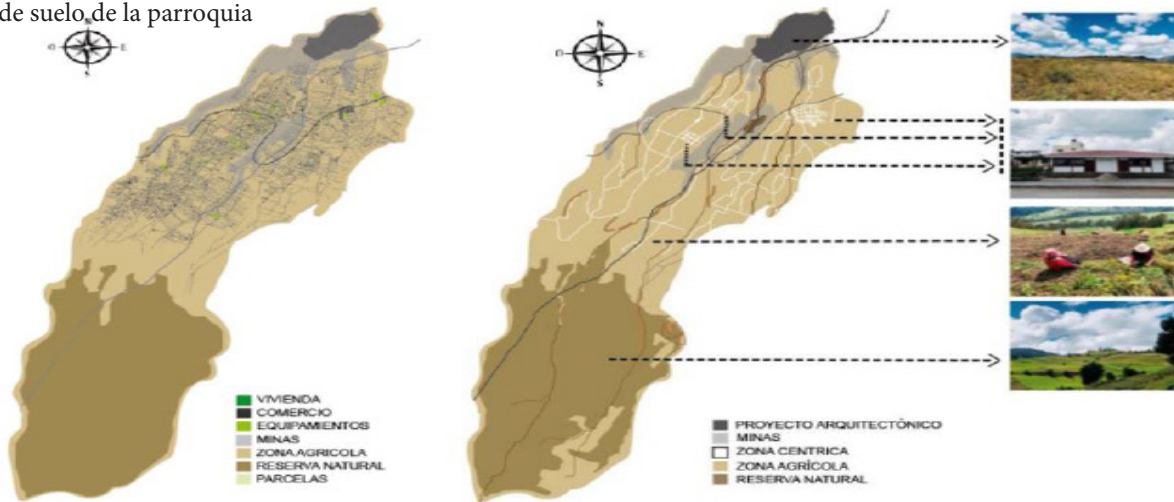 de suelo de la parroquia
N
O E
S
N
O E
S
VIVIENDA
COMERCIO
EQUIPAMIENTOS
MINAS
ZONA AGRICOLA
RESERVA NATURAL
PARCELAS
PROYECTO ARQUITECTÓNICO
MINAS
ZONA CENTRICA
ZONA AGRÍCOLA
RESERVA NATURAL